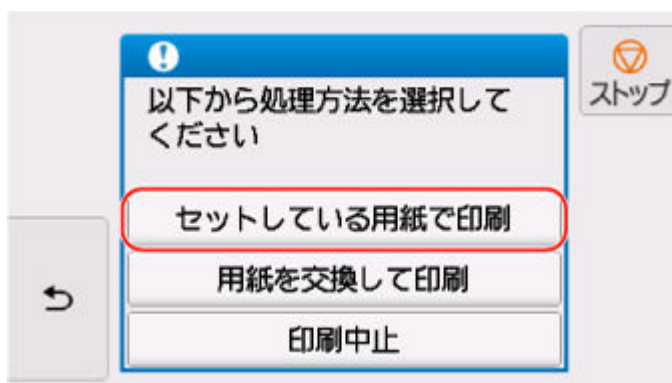 以下から処理方法を選択して
ください
ストップ
セットしている用紙で印刷
用紙を交換して印刷
印刷中止